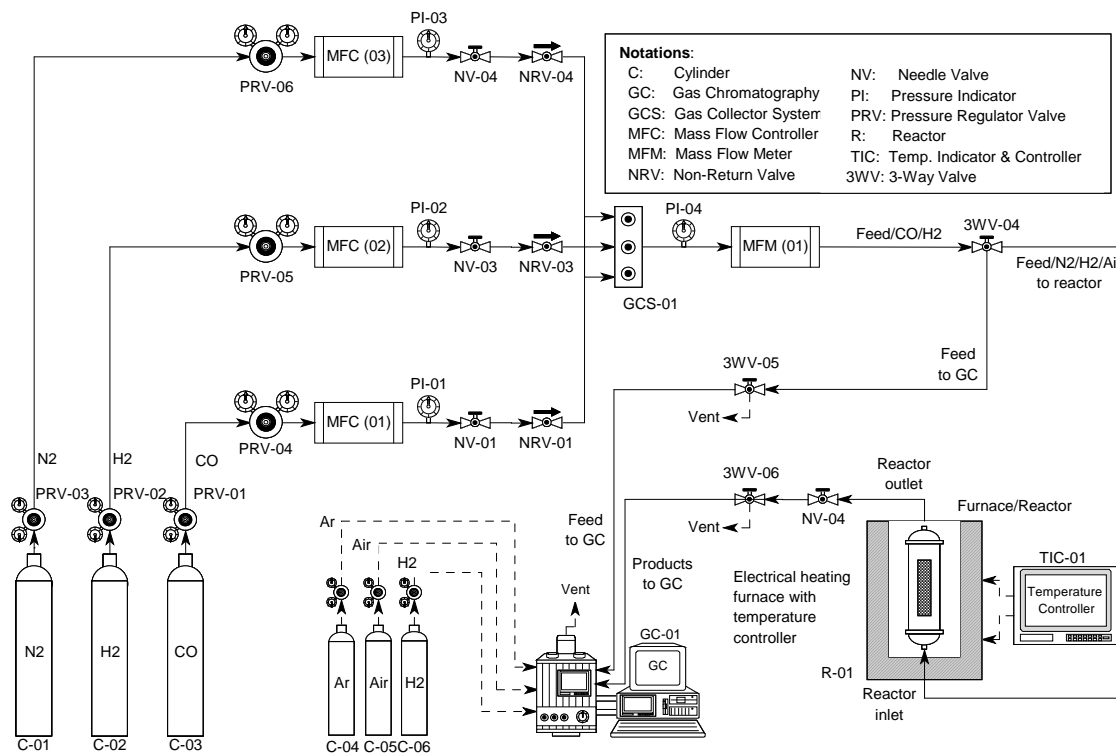 PI-03
MFC (03)
PRV-06
NV-04
NRV-04
Notations:
C: Cylinder
GC: Gas Chromatography
GCS: Gas Collector System
MFC: Mass Flow Controller
MFM: Mass Flow Meter
NRV: Non-Return Valve
NV: Needle Valve
PI: Pressure Indicator
PRV: Pressure Regulator Valve
R: Reactor
TIC: Temp. Indicator & Controller
3WV: 3-Way Valve
PI-02
MFC (02)
PRV-05
NV-03
NRV-03
GCS-01
PI-04
MFM (01)
Feed/CO/H2
3WV-04
Feed/N2/H2/Ai
to reactor
Feed
to GC
3WV-05
Vent
PI-01
MFC (01)
PRV-04
NV-01
NRV-01
N2
H2
CO
PRV-03
PRV-02
PRV-01
3WV-06
Vent
NV-04
Reactor
outlet
Furnace/Reactor
TIC-01
Temperature
Controller
Electrical heating
furnace with
temperature
controller
R-01
Reactor
inlet
Feed
to GC
Products
to GC
Ar
Air
H2
Vent
GC-01
GC
N2
H2
CO
Ar
Air
H2
C-01
C-02
C-03
C-04
C-05
C-06